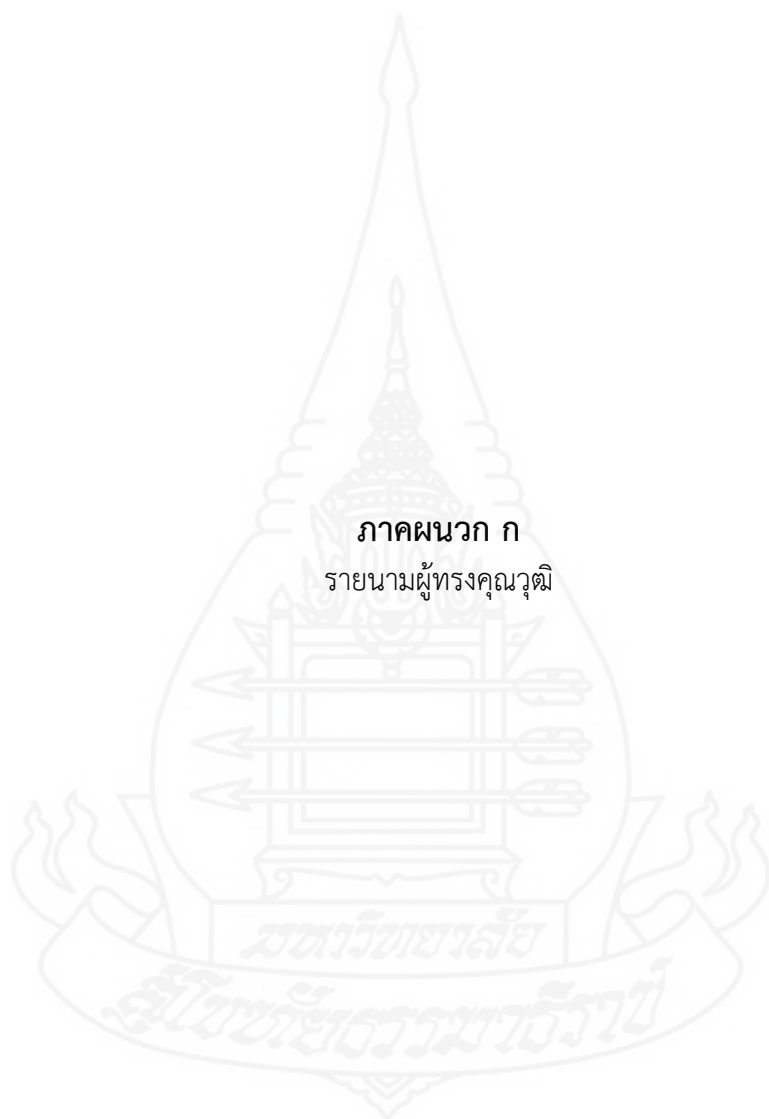 ภาคผนวก ก
รายนามผู้ทรงคุณวุฒิ
มหาวิทยาลัย
สุโขทัยธรรมาธิราช